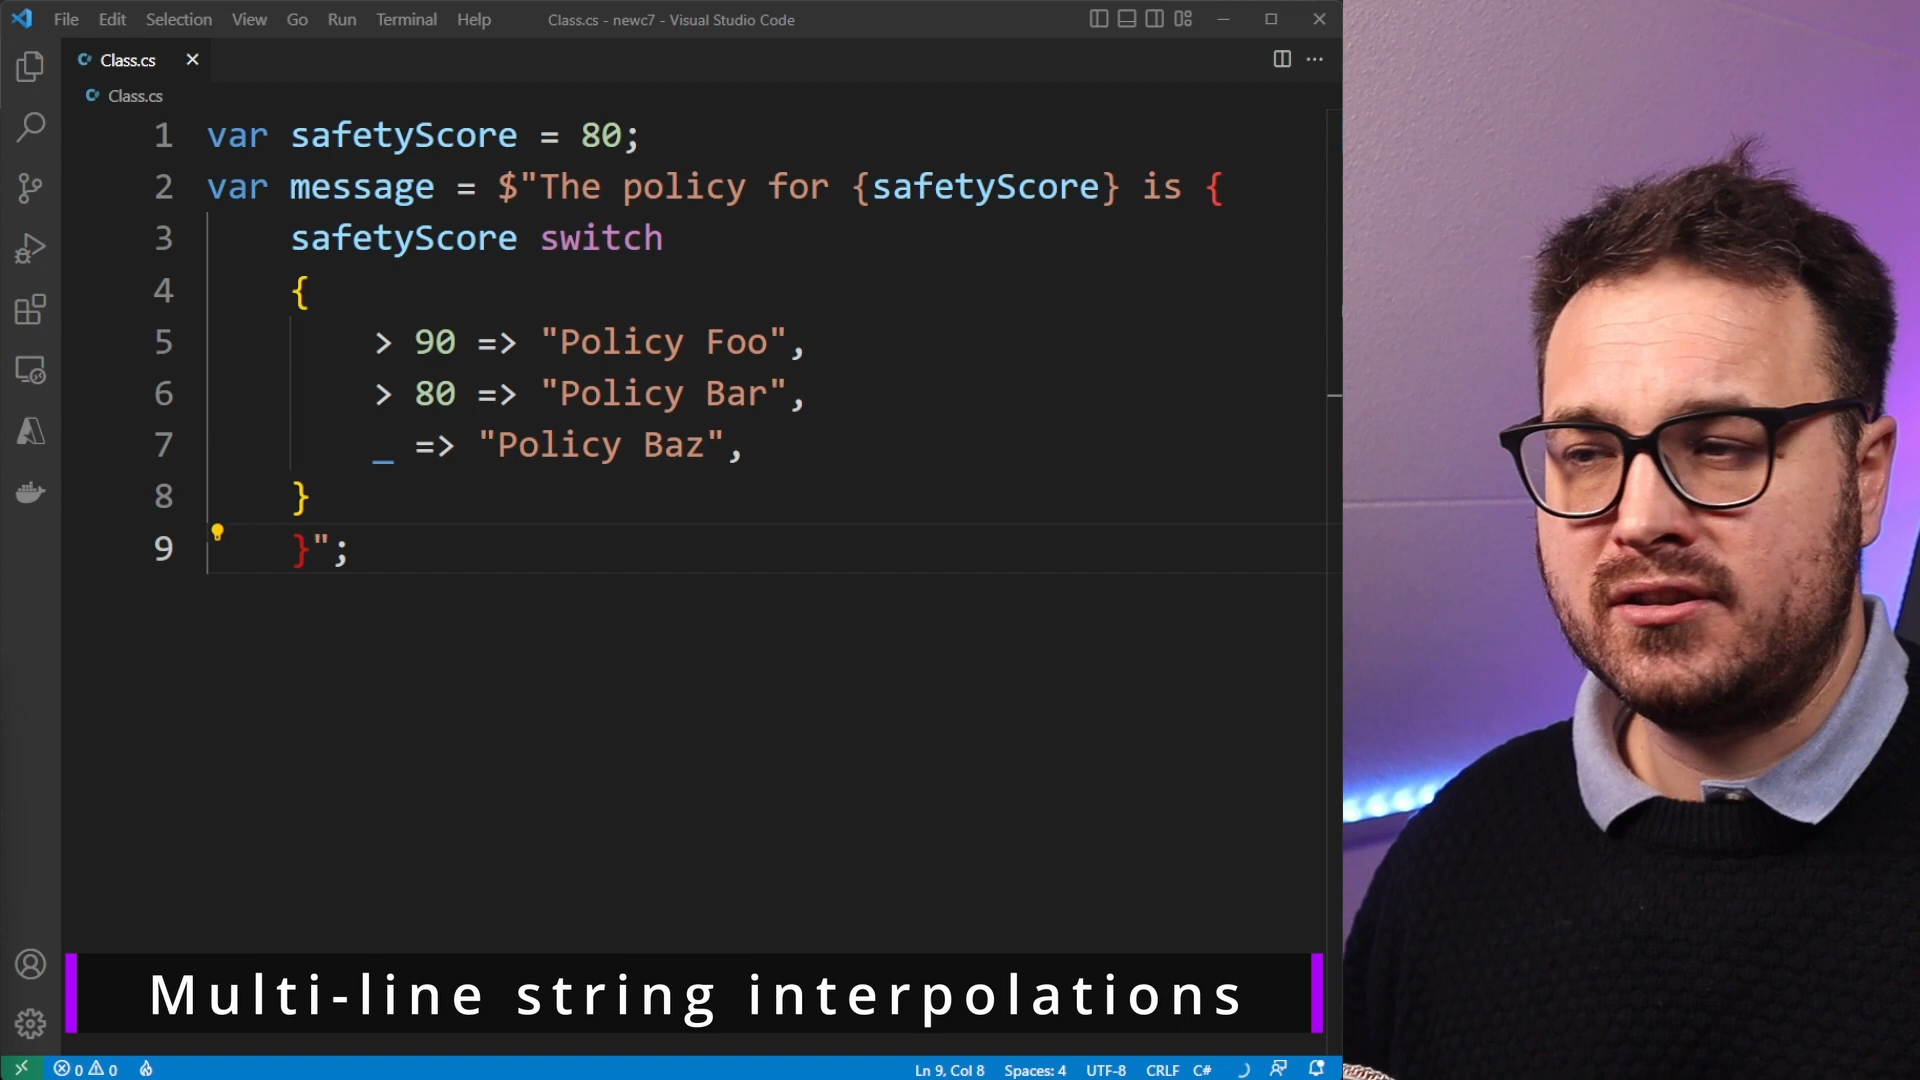 File Edit Selection View Go Run Terminal Help Class.cs - newc7 - Visual Studio Code
Class.cs
Class.cs
1 var safetyScore = 80;
2 var message = $"The policy for {safetyScore} is {
3 safetyScore switch
4 {
5 > 90 => "Policy Foo",
6 > 80 => "Policy Bar",
7 _ => "Policy Baz",
8 }
9 }";
Multi-line string interpolations
0 0 Ln 9, Col 8 Spaces: 4 UTF-8 CRLF C#